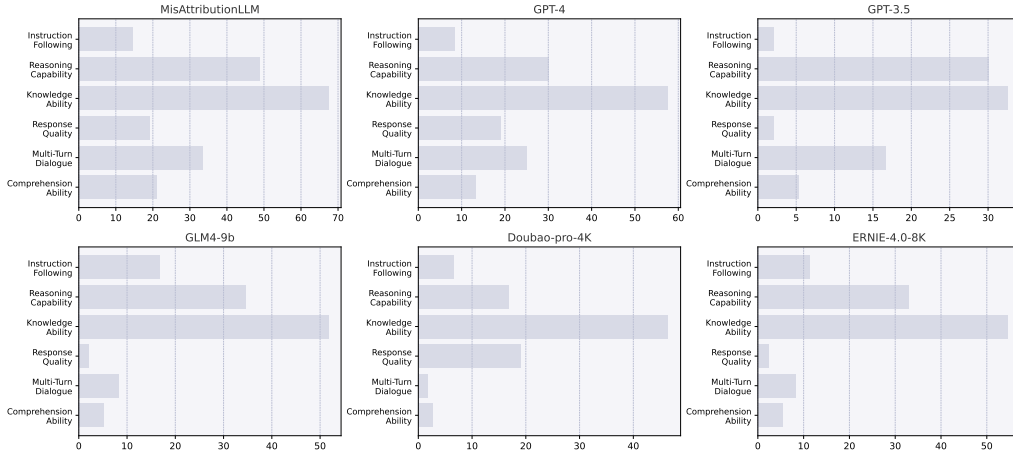 MisAttributionLLM
Instruction
Following
Reasoning
Capability
Knowledge
Ability
Response
Quality
Multi-Turn
Dialogue
Comprehension
Ability
0 10 20 30 40 50 60 70
GPT-4
Instruction
Following
Reasoning
Capability
Knowledge
Ability
Response
Quality
Multi-Turn
Dialogue
Comprehension
Ability
0 10 20 30 40 50 60
GPT-3.5
Instruction
Following
Reasoning
Capability
Knowledge
Ability
Response
Quality
Multi-Turn
Dialogue
Comprehension
Ability
0 5 10 15 20 25 30
GLM4-9b
Instruction
Following
Reasoning
Capability
Knowledge
Ability
Response
Quality
Multi-Turn
Dialogue
Comprehension
Ability
0 10 20 30 40 50
Doubao-pro-4K
Instruction
Following
Reasoning
Capability
Knowledge
Ability
Response
Quality
Multi-Turn
Dialogue
Comprehension
Ability
0 10 20 30 40
ERNIE-4.0-8K
Instruction
Following
Reasoning
Capability
Knowledge
Ability
Response
Quality
Multi-Turn
Dialogue
Comprehension
Ability
0 10 20 30 40 50